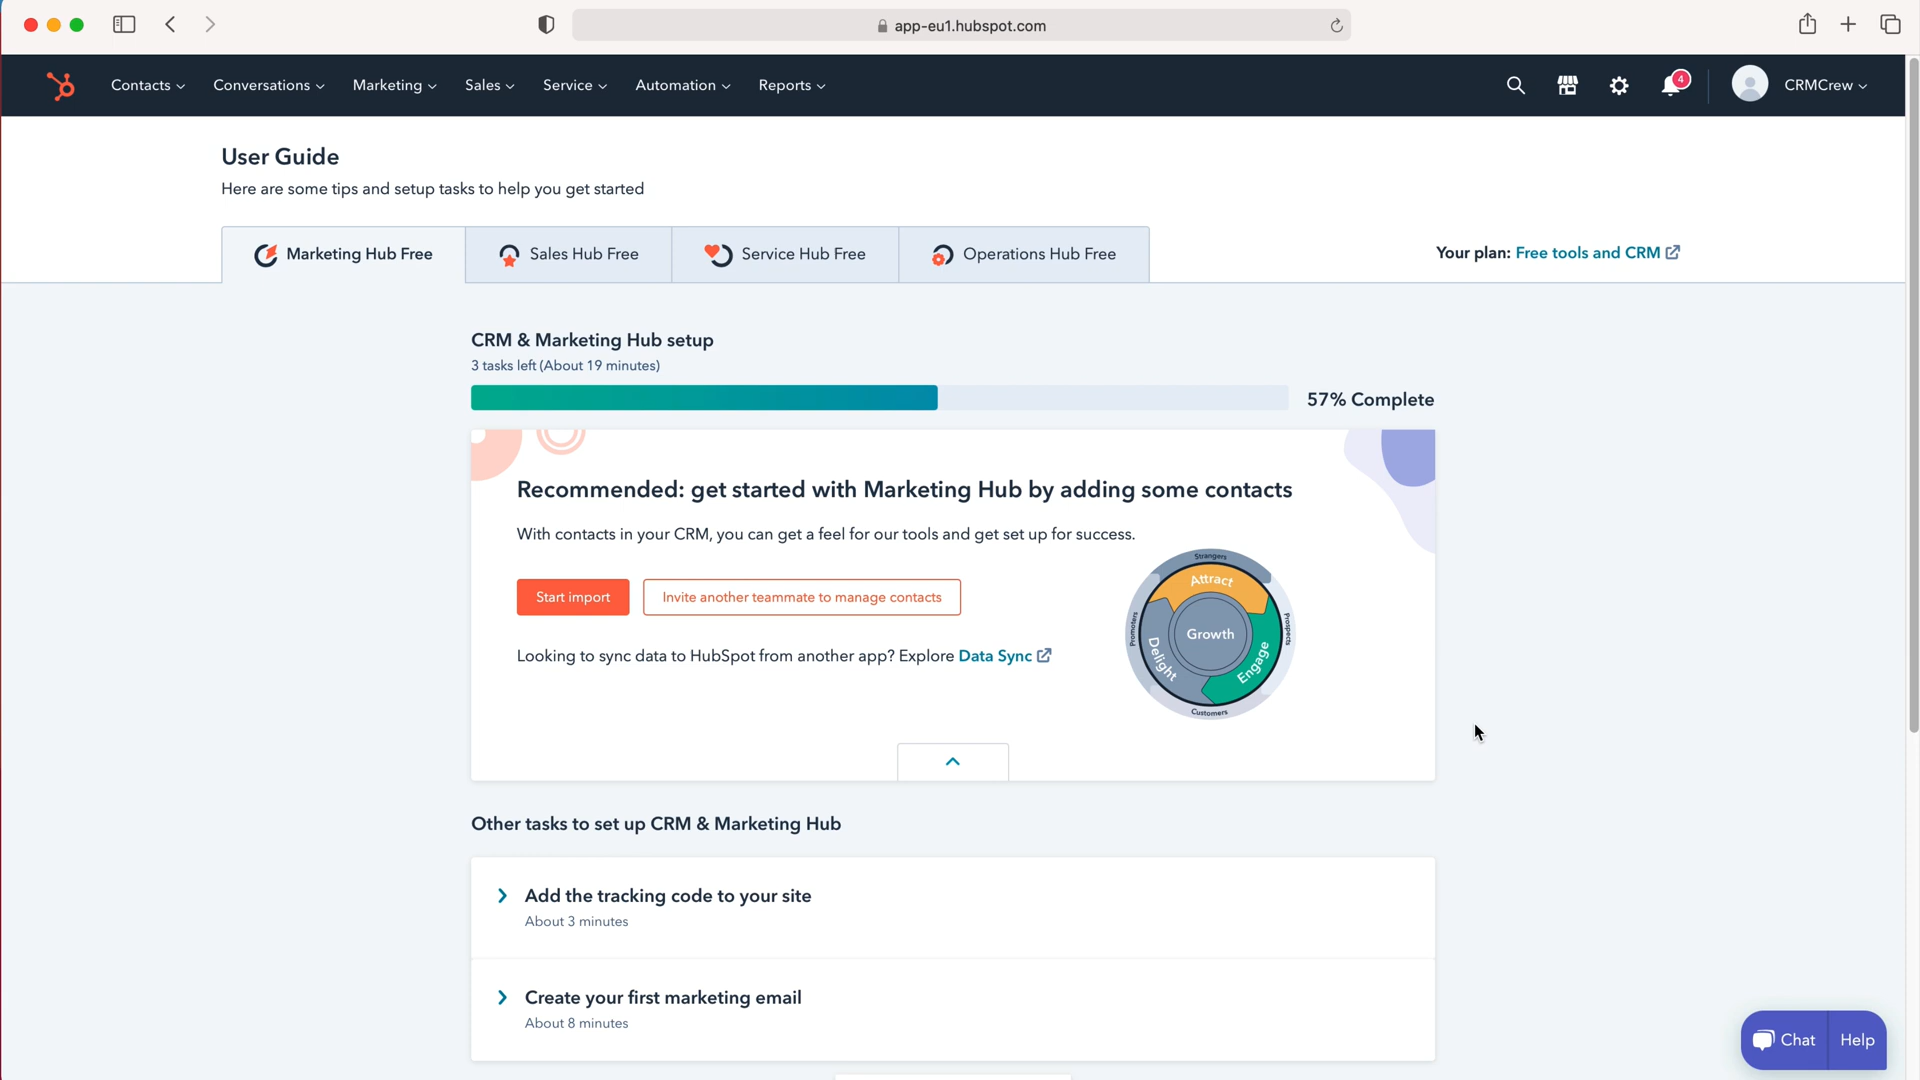 app-eu1.hubspot.com
Contacts Conversations Marketing Sales Service Automation Reports 4 CRMCrew
User Guide
Here are some tips and setup tasks to help you get started
Marketing Hub Free Sales Hub Free Service Hub Free Operations Hub Free
Your plan: Free tools and CRM
CRM & Marketing Hub setup
3 tasks left (About 19 minutes)
57% Complete
Recommended: get started with Marketing Hub by adding some contacts
With contacts in your CRM, you can get a feel for our tools and get set up for success.
Start import Invite another teammate to manage contacts
Looking to sync data to HubSpot from another app? Explore Data Sync
Strangers
Attract
Promoters
Prospects
Growth
Delight
Engage
Customers
Other tasks to set up CRM & Marketing Hub
Add the tracking code to your site
About 3 minutes
Create your first marketing email
About 8 minutes
Chat Help